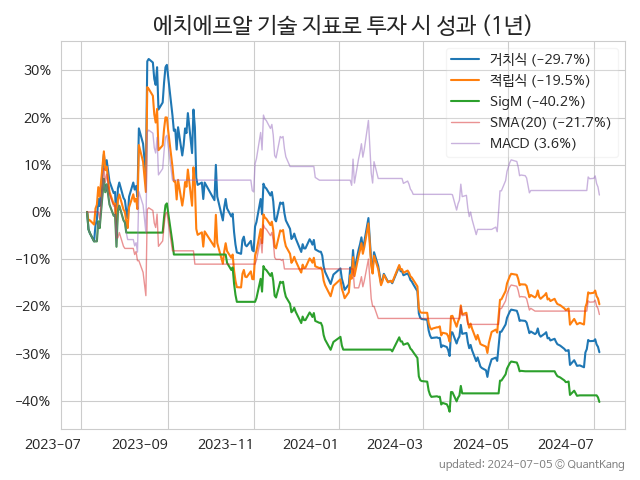 에치에프알 기술 지표로 투자 시 성과 (1년)
거치식 (−29.7%)
적립식 (−19.5%)
SigM (−40.2%)
SMA(20) (−21.7%)
MACD (3.6%)
30%
20%
10%
0%
−10%
−20%
−30%
−40%
2023-07 2023-09 2023-11 2024-01 2024-03 2024-05 2024-07
updated: 2024-07-05 © QuantKang